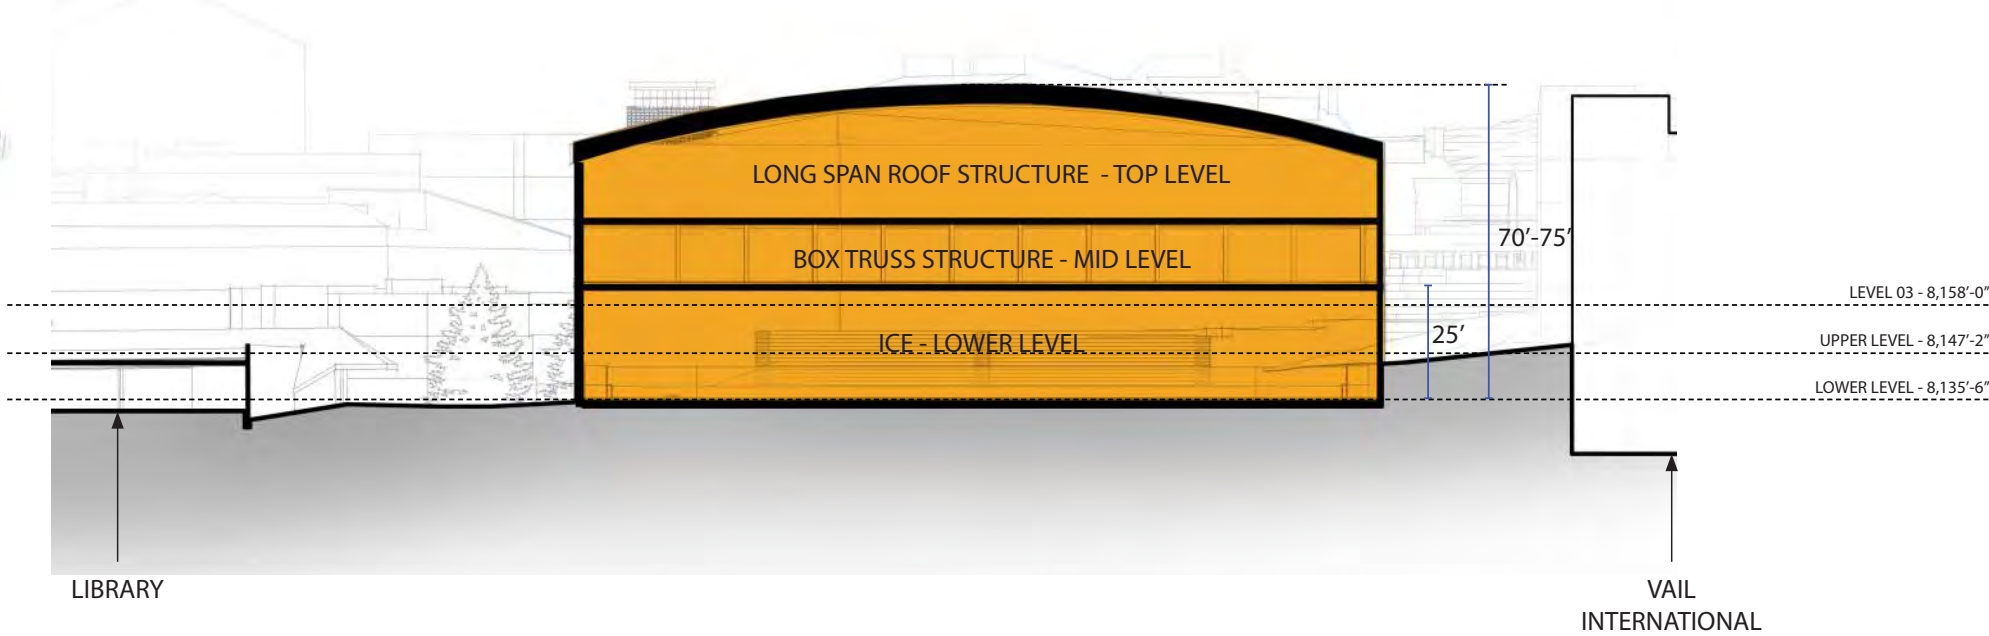 LONG SPAN ROOF STRUCTURE - TOP LEVEL
70'-75'
BOX TRUSS STRUCTURE - MID LEVEL
LEVEL 03 - 8,158'-0"
25'
UPPER LEVEL - 8,147'-2"
ICE - LOWER LEVEL
LOWER LEVEL - 8,135'-6"
LIBRARY
VAIL
INTERNATIONAL